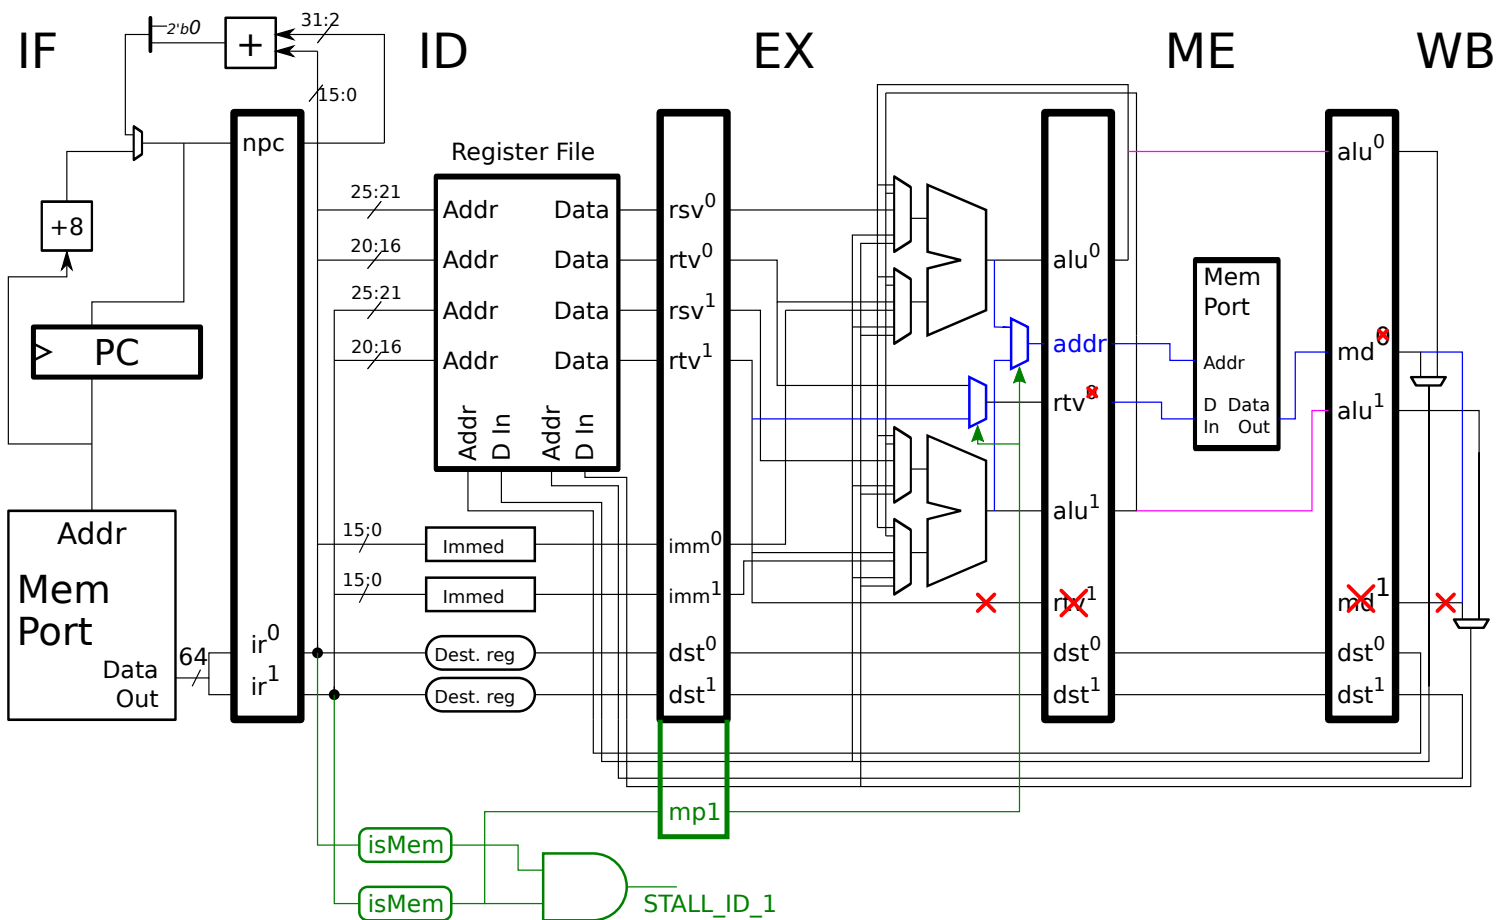 IF
ID
EX
ME
WB
2'b0
+
31:2
15:0
npc
+8
PC
Addr
Mem
Port
Data
Out
64
ir0
ir1
Register File
25:21
20:16
25:21
20:16
Addr Data
Addr Data
Addr Data
Addr Data
Addr
D In
Addr
D In
15:0
Immed
15:0
Immed
Dest. reg
Dest. reg
rsv0
rtv0
rsv1
rtv1
imm0
imm1
dst0
dst1
mp1
alu0
addr
rtv0
alu1
rtv1
dst0
dst1
Mem
Port
Addr
D Data
In Out
alu0
md0
alu1
md1
dst0
dst1
isMem
isMem
STALL_ID_1